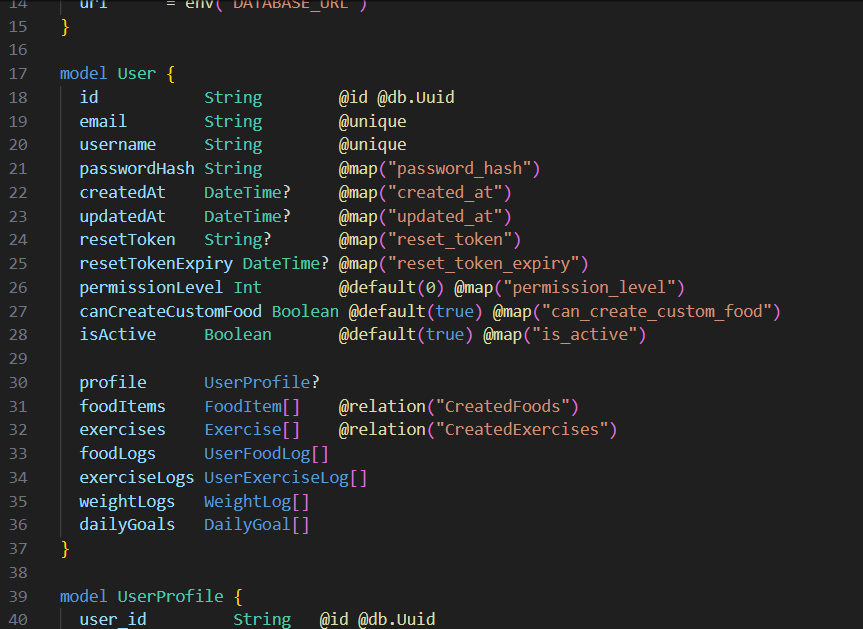 14 url = env("DATABASE_URL")
15 }
16
17 model User {
18 id String @id @db.Uuid
19 email String @unique
20 username String @unique
21 passwordHash String @map("password_hash")
22 createdAt DateTime? @map("created_at")
23 updatedAt DateTime? @map("updated_at")
24 resetToken String? @map("reset_token")
25 resetTokenExpiry DateTime? @map("reset_token_expiry")
26 permissionLevel Int @default(0) @map("permission_level")
27 canCreateCustomFood Boolean @default(true) @map("can_create_custom_food")
28 isActive Boolean @default(true) @map("is_active")
29
30 profile UserProfile?
31 foodItems FoodItem[] @relation("CreatedFoods")
32 exercises Exercise[] @relation("CreatedExercises")
33 foodLogs UserFoodLog[]
34 exerciseLogs UserExerciseLog[]
35 weightLogs WeightLog[]
36 dailyGoals DailyGoal[]
37 }
38
39 model UserProfile {
40 user_id String @id @db.Uuid